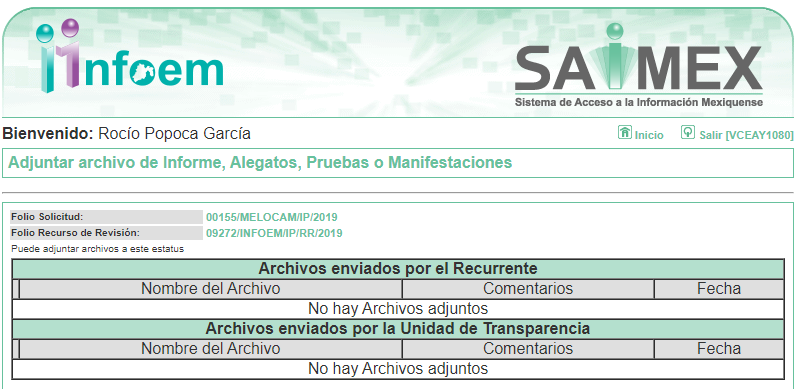 infoem
SAIMEX
Sistema de Acceso a la Información Mexiquense
Bienvenido: Rocío Popoca García
Inicio Salir [VCEAY1080]
Adjuntar archivo de Informe, Alegatos, Pruebas o Manifestaciones
Folio Solicitud: 00155/MELOCAM/IP/2019
Folio Recurso de Revisión: 09272/INFOEM/IP/RR/2019
Puede adjuntar archivos a este estatus
Archivos enviados por el Recurrente
Nombre del Archivo Comentarios Fecha
No hay Archivos adjuntos
Archivos enviados por la Unidad de Transparencia
Nombre del Archivo Comentarios Fecha
No hay Archivos adjuntos